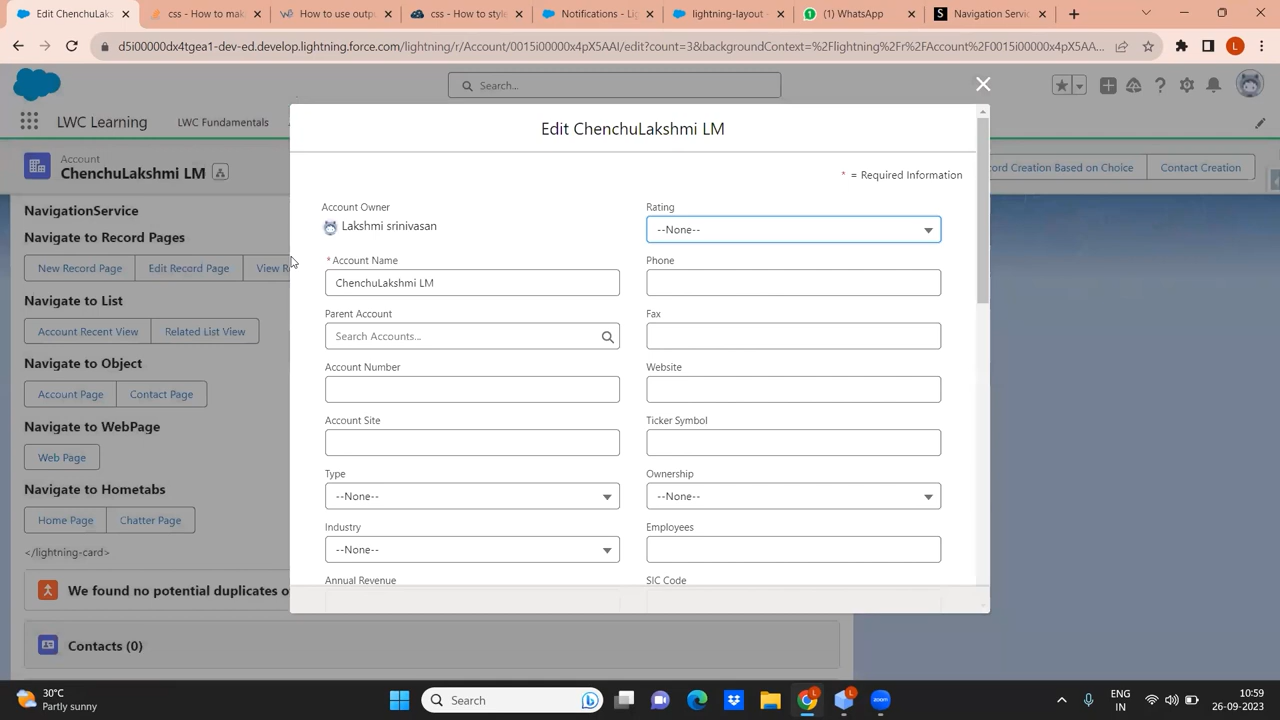 Edit ChenchuLakshmi LM
css - How to mak
How to use outp
css - How to style
Notifications - Lig
lightning-layout -
(1) WhatsApp
Navigation Servic
d5i00000dx4tgea1-dev-ed.develop.lightning.force.com/lightning/r/Account/0015i00000x4pX5AAI/edit?count=3&backgroundContext=%2Flightning%2Fr%2FAccount%2F0015i00000x4pX5AA...
L
Search...
LWC Learning
LWC Fundamentals
Account
ChenchuLakshmi LM
ord Creation Based on Choice
Contact Creation
NavigationService
Navigate to Record Pages
New Record Page
Edit Record Page
View R
Navigate to List
Account Recent View
Related List View
Navigate to Object
Account Page
Contact Page
Navigate to WebPage
Web Page
Navigate to Hometabs
Home Page
Chatter Page
</lightning-card>
We found no potential duplicates o
Contacts (0)
Edit ChenchuLakshmi LM
* = Required Information
Account Owner
Lakshmi srinivasan
Rating
--None--
* Account Name
ChenchuLakshmi LM
Phone
Parent Account
Search Accounts...
Fax
Account Number
Website
Account Site
Ticker Symbol
Type
--None--
Ownership
--None--
Industry
--None--
Employees
Annual Revenue
SIC Code
30°C
Partly sunny
Search
ENG
IN
10:59
26-09-2023